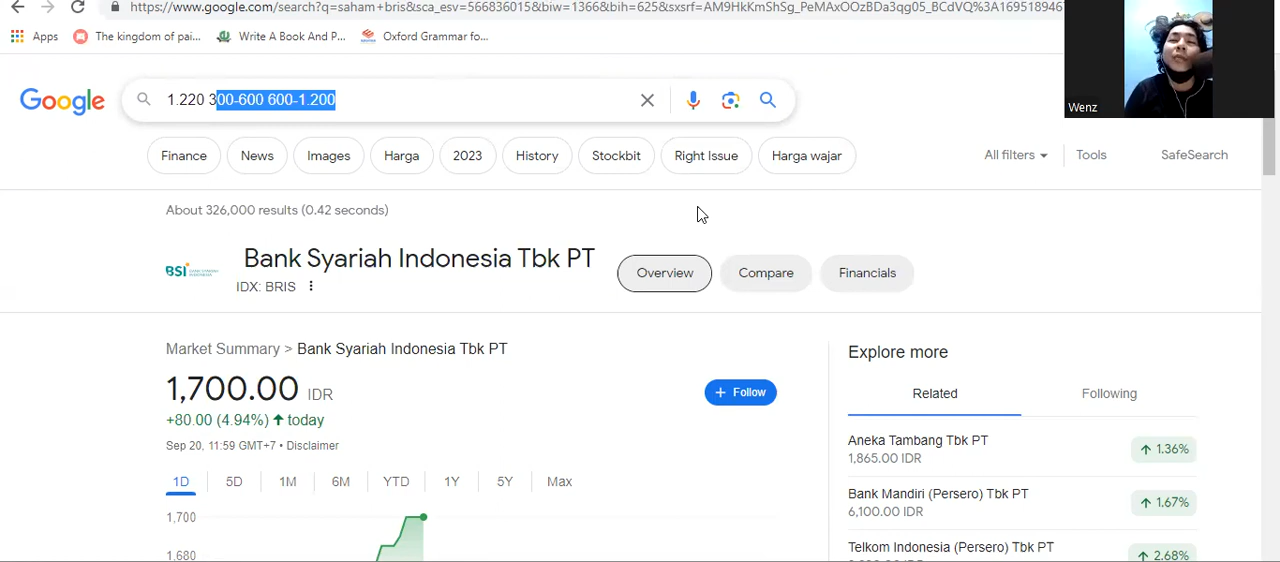 https://www.google.com/search?q=saham+bris&sca_esv=566836015&biw=1366&bih=625&sxsrf=AM9HkKmShSg_PeMAxOOzBDa3qg05_BCdVQ%3A16951894
Apps The kingdom of pai... Write A Book And P... Oxford Grammar fo...
Wenz
Google 1.220 300-600 600-1.200
Finance News Images Harga 2023 History Stockbit Right Issue Harga wajar All filters Tools SafeSearch
About 326,000 results (0.42 seconds)
BSI Bank Syariah Indonesia Tbk PT Overview Compare Financials
IDX: BRIS
Market Summary > Bank Syariah Indonesia Tbk PT
1,700.00 IDR
+ Follow
+80.00 (4.94%) today
Sep 20, 11:59 GMT+7 • Disclaimer
1D 5D 1M 6M YTD 1Y 5Y Max
1,700
1,680
Explore more
Related Following
Aneka Tambang Tbk PT
1,865.00 IDR
1.36%
Bank Mandiri (Persero) Tbk PT
6,100.00 IDR
1.67%
Telkom Indonesia (Persero) Tbk PT
2.68%